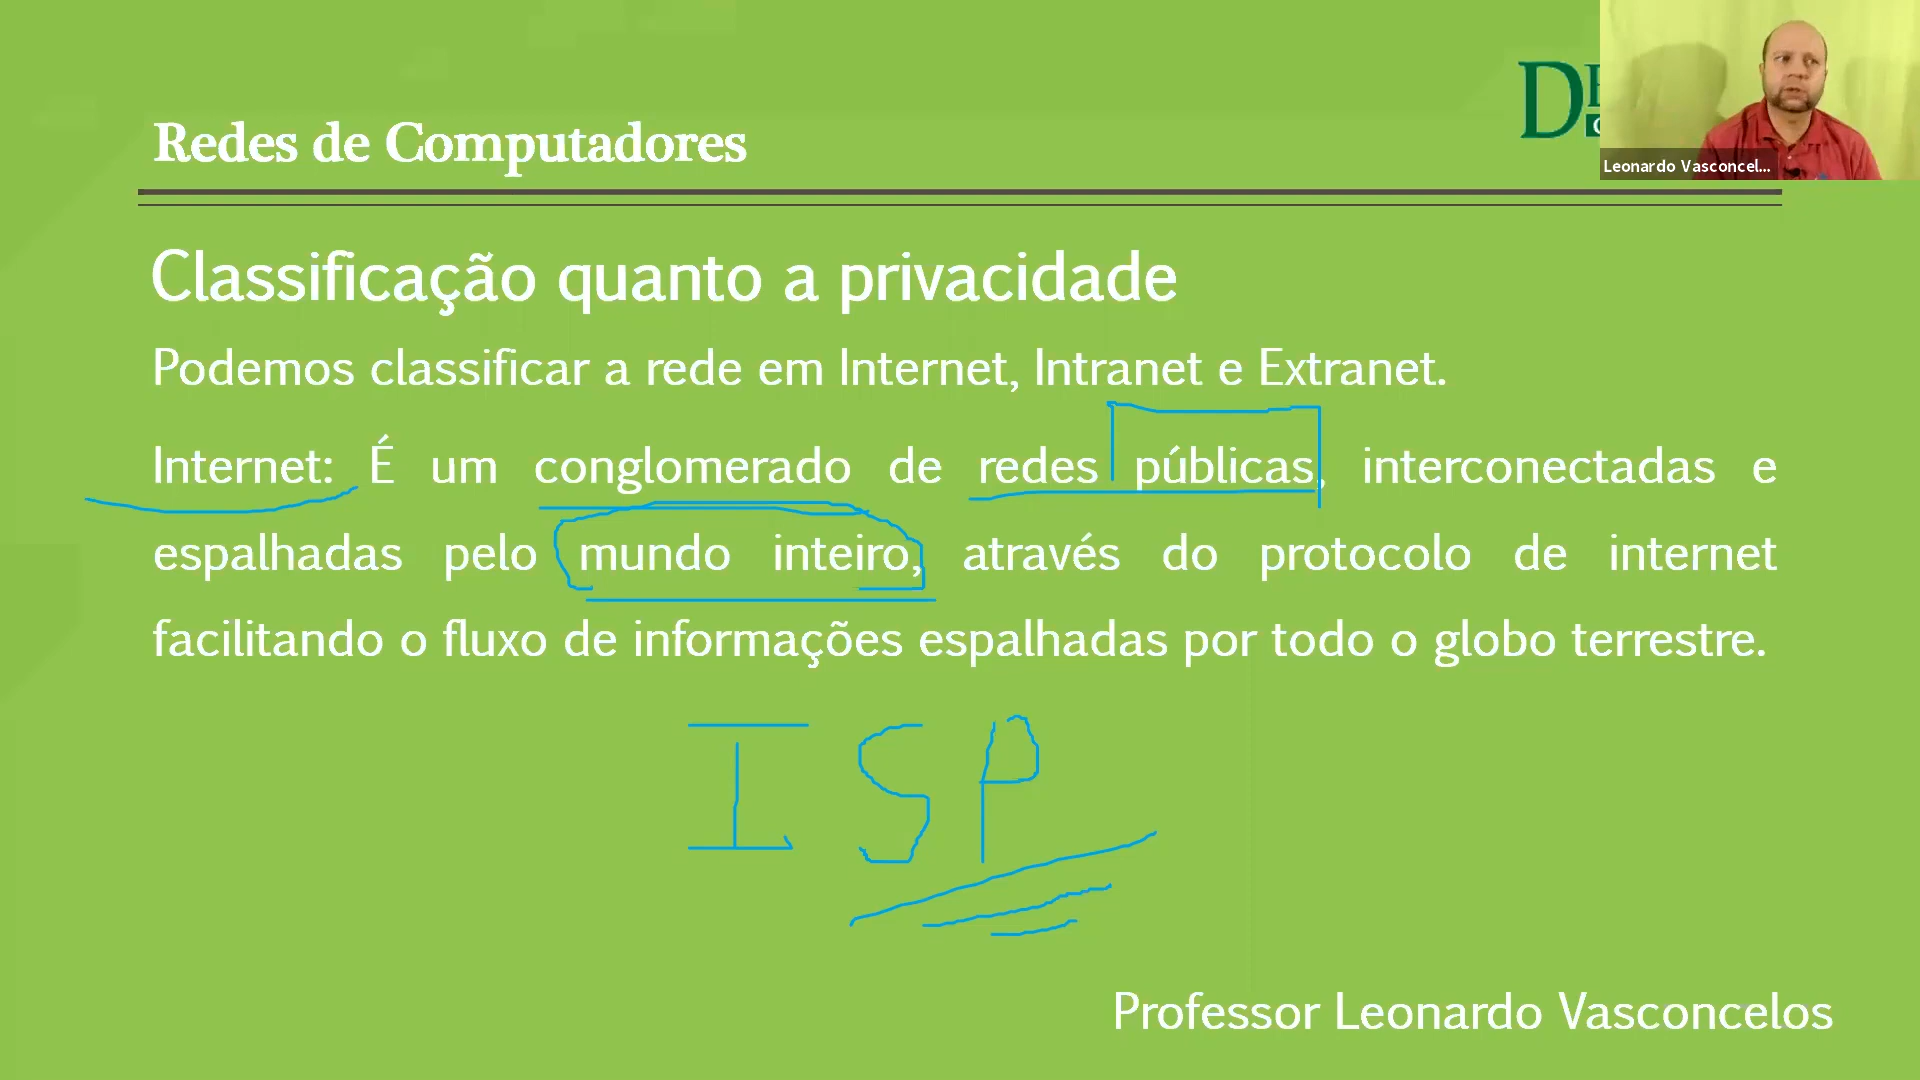 Redes de Computadores
Leonardo Vasconcel...
Classificação quanto a privacidade
Podemos classificar a rede em Internet, Intranet e Extranet.
Internet: É um conglomerado de redes públicas, interconectadas e
espalhadas pelo mundo inteiro, através do protocolo de internet
facilitando o fluxo de informações espalhadas por todo o globo terrestre.
ISP
Professor Leonardo Vasconcelos